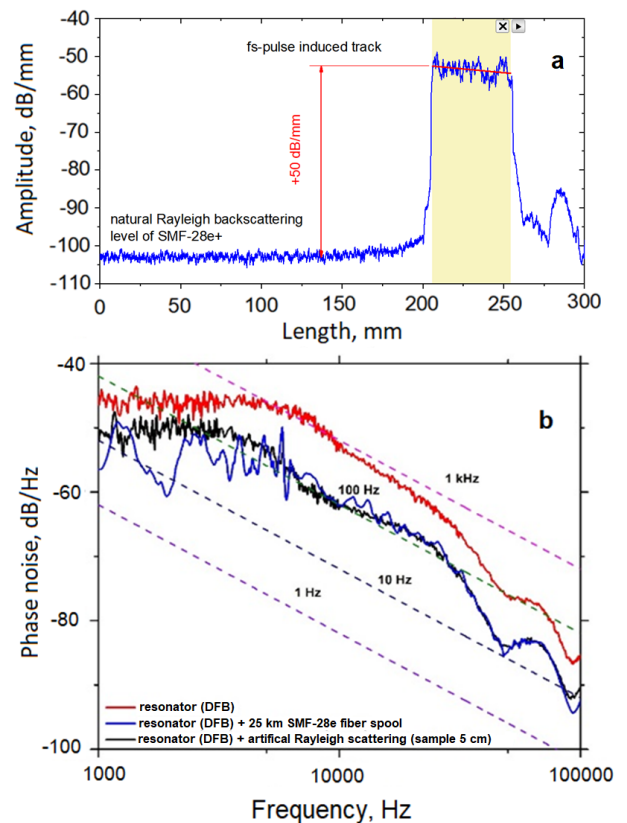 -40
-50
-60
-70
-80
-90
-100
-110
Amplitude, dB/mm
fs-pulse induced track
a
+50 dB/mm
natural Rayleigh backscattering
level of SMF-28e+
0
50
100
150
200
250
300
Length, mm
-40
-60
-80
-100
Phase noise, dB/Hz
b
1 kHz
100 Hz
10 Hz
1 Hz
resonator (DFB)
resonator (DFB) + 25 km SMF-28e fiber spool
resonator (DFB) + artifical Rayleigh scattering (sample 5 cm)
1000
10000
100000
Frequency, Hz